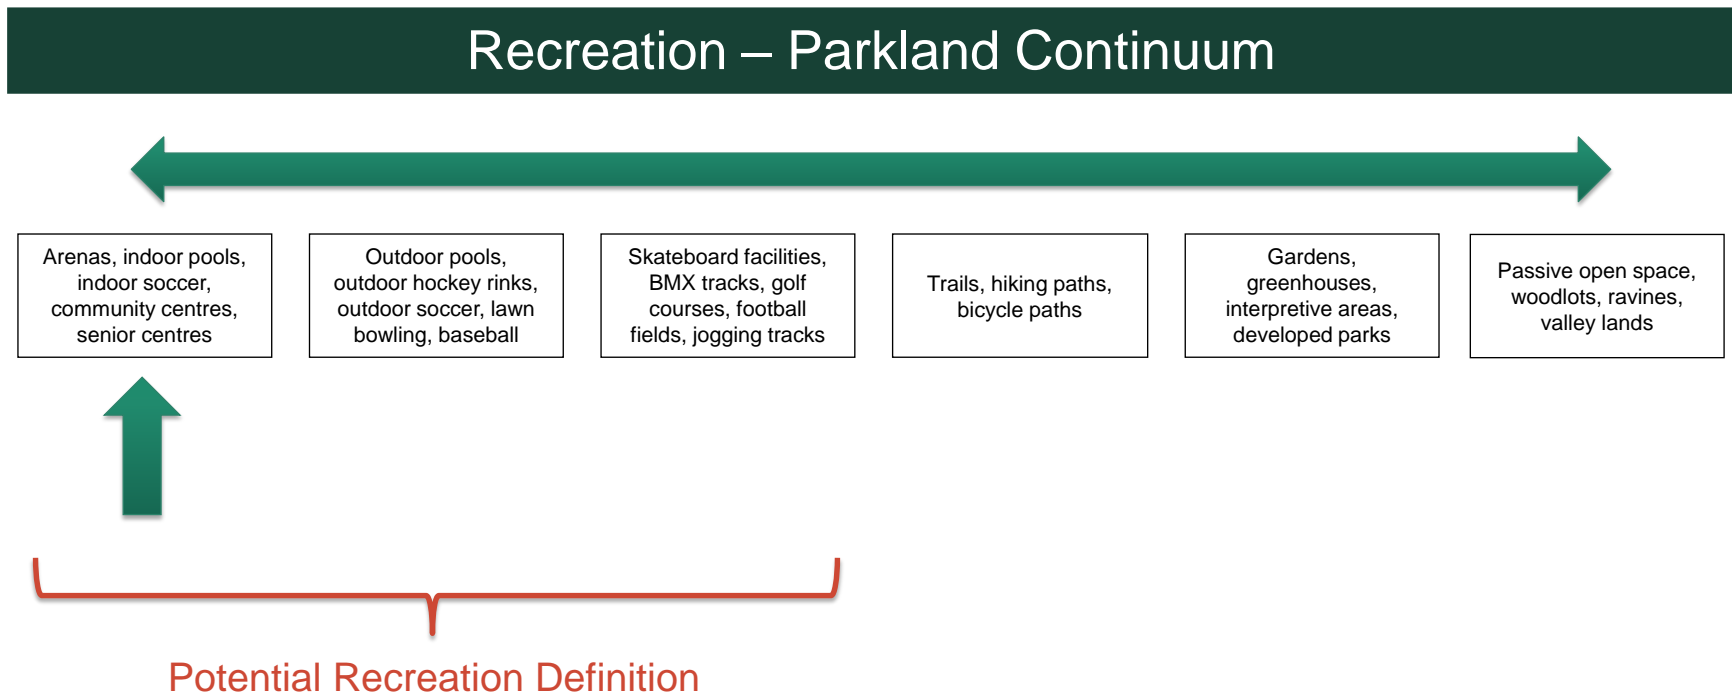 Recreation – Parkland Continuum
Arenas, indoor pools,
indoor soccer,
community centres,
senior centres
Outdoor pools,
outdoor hockey rinks,
outdoor soccer, lawn
bowling, baseball
Skateboard facilities,
BMX tracks, golf
courses, football
fields, jogging tracks
Trails, hiking paths,
bicycle paths
Gardens,
greenhouses,
interpretive areas,
developed parks
Passive open space,
woodlots, ravines,
valley lands
Potential Recreation Definition